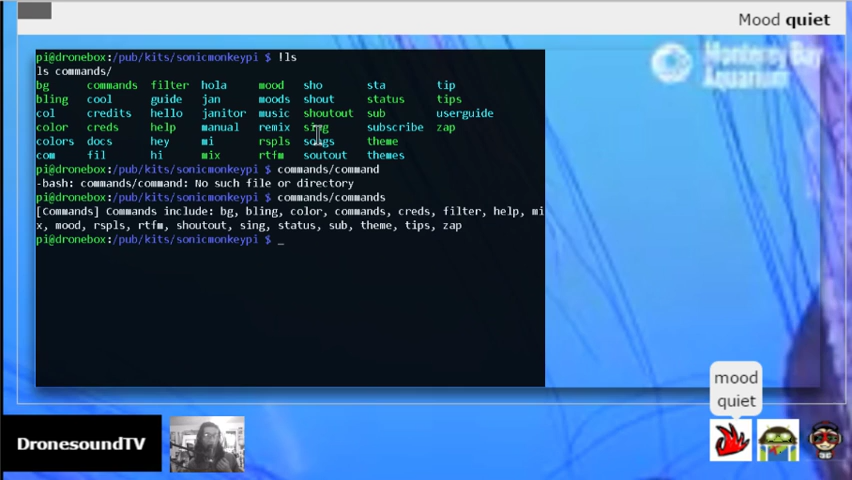 Mood quiet
Monterey Bay
Aquarium
pi@dronebox:/pub/kits/sonicmonkeypi $ !ls
ls commands/
bg commands filter hola mood sho sta tip
bling cool guide jan moods shout status tips
col credits hello janitor music shoutout sub userguide
color creds help manual remix sing subscribe zap
colors docs hey mi rspls songs theme
com fil hi mix rtfm soutout themes
pi@dronebox:/pub/kits/sonicmonkeypi $ commands/command
-bash: commands/command: No such file or directory
pi@dronebox:/pub/kits/sonicmonkeypi $ commands/commands
[Commands] Commands include: bg, bling, color, commands, creds, filter, help, mi
x, mood, rspls, rtfm, shoutout, sing, status, sub, theme, tips, zap
pi@dronebox:/pub/kits/sonicmonkeypi $ _
mood
quiet
DronesoundTV